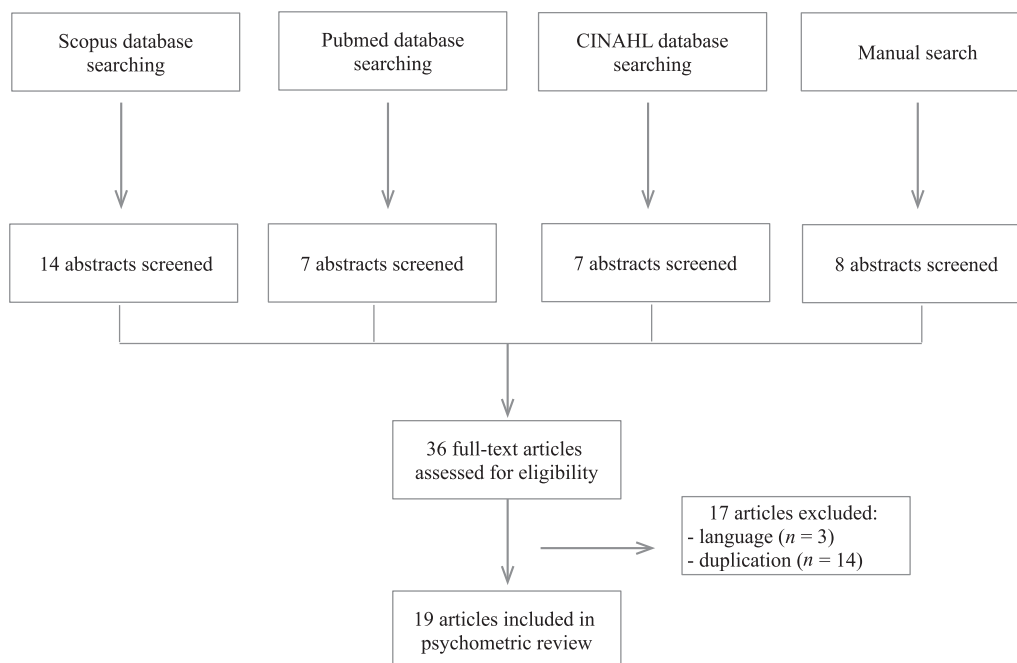 Scopus database
searching
Pubmed database
searching
CINAHL database
searching
Manual search
14 abstracts screened
7 abstracts screened
7 abstracts screened
8 abstracts screened
36 full-text articles
assessed for eligibility
17 articles excluded:
- language (n = 3)
- duplication (n = 14)
19 articles included in
psychometric review